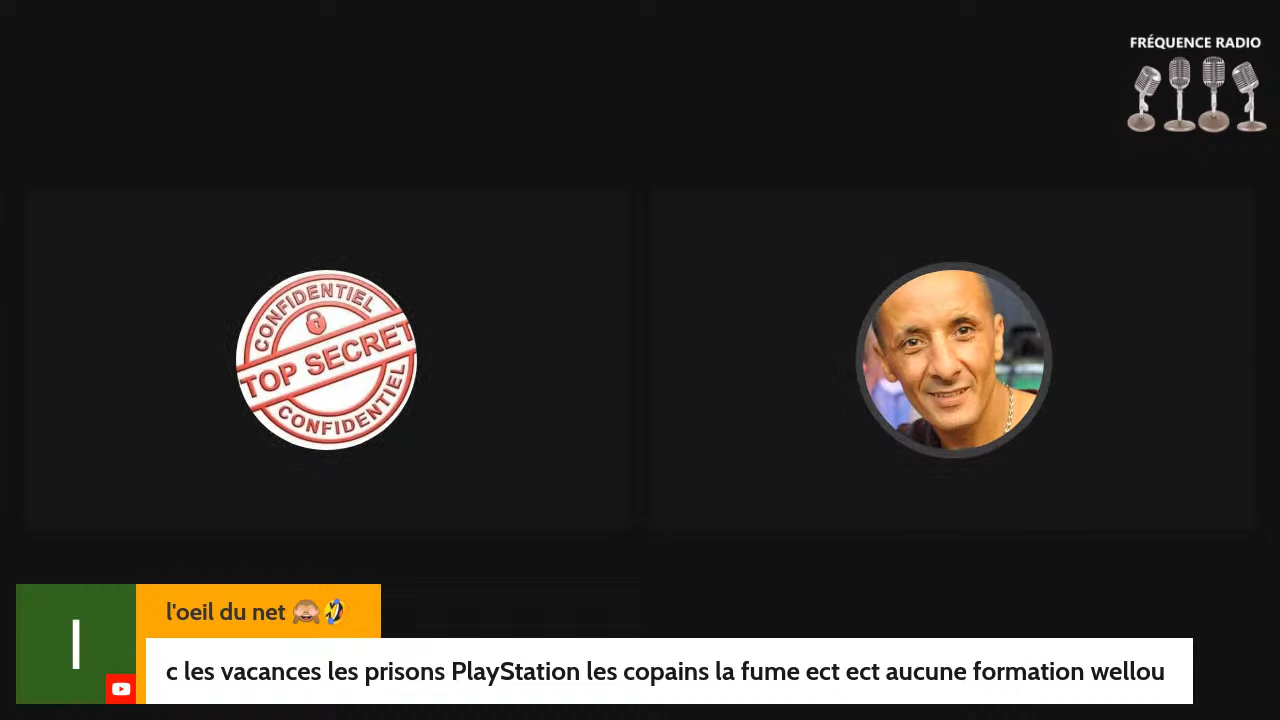 FRÉQUENCE RADIO
CONFIDENTIEL
TOP SECRET
CONFIDENTIEL
l'oeil du net 🙈🤣
I
c les vacances les prisons PlayStation les copains la fume ect ect aucune formation wellou